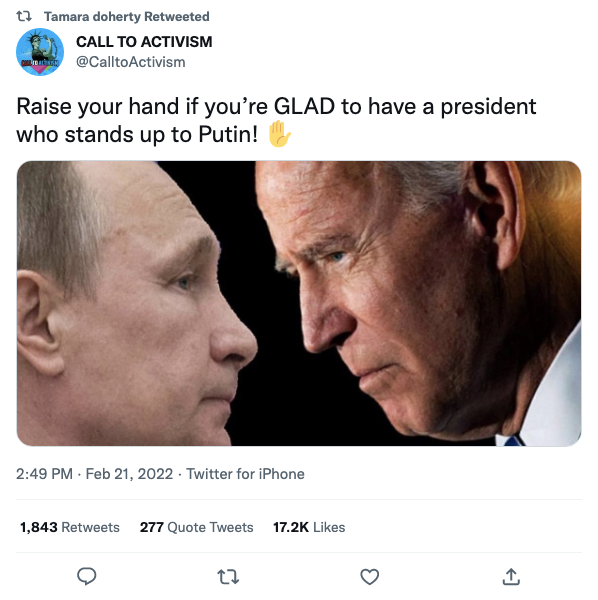 Tamara doherty Retweeted
CALL TO ACTIVISM
@CalltoActivism
Raise your hand if you’re GLAD to have a president
who stands up to Putin! ✋
2:49 PM · Feb 21, 2022 · Twitter for iPhone
1,843 Retweets 277 Quote Tweets 17.2K Likes